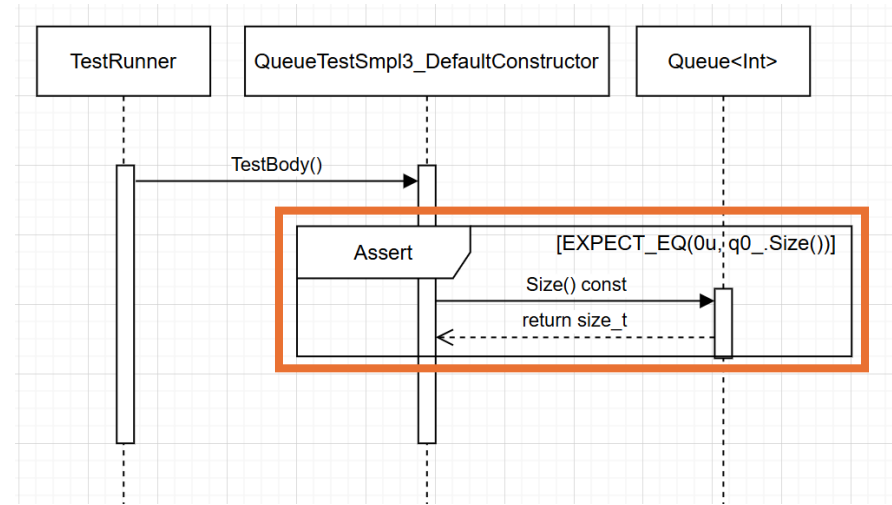 TestRunner
QueueTestSmpl3_DefaultConstructor
Queue<Int>
TestBody()
Assert
[EXPECT_EQ(0u, q0_.Size())]
Size() const
return size_t